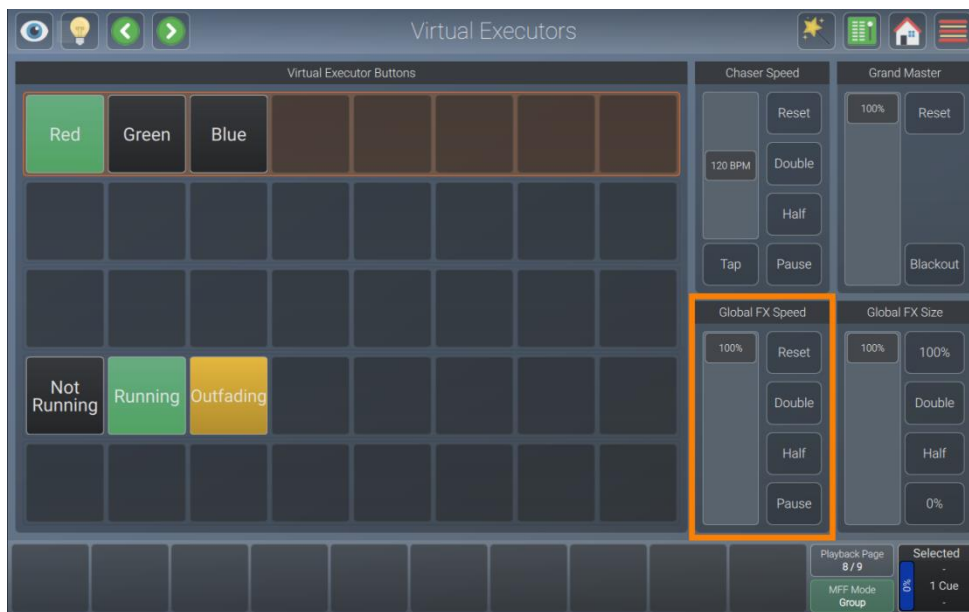 Virtual Executors
Virtual Executor Buttons
Red
Green
Blue
Not
Running
Running
Outfading
Chaser Speed
120 BPM
Reset
Double
Half
Tap
Pause
Grand Master
100%
Reset
Blackout
Global FX Speed
100%
Reset
Double
Half
Pause
Global FX Size
100%
100%
Double
Half
0%
Playback Page
8 / 9
MFF Mode
Group
0%
Selected
-
1 Cue
-